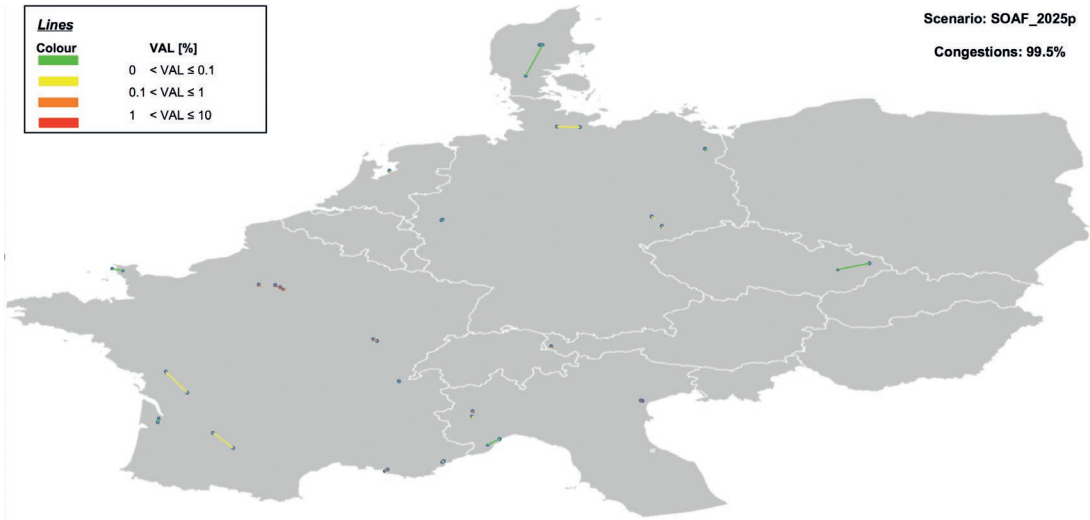 Lines
Colour VAL [%]
0 < VAL ≤ 0.1
0.1 < VAL ≤ 1
1 < VAL ≤ 10
Scenario: SOAF_2025p
Congestions: 99.5%